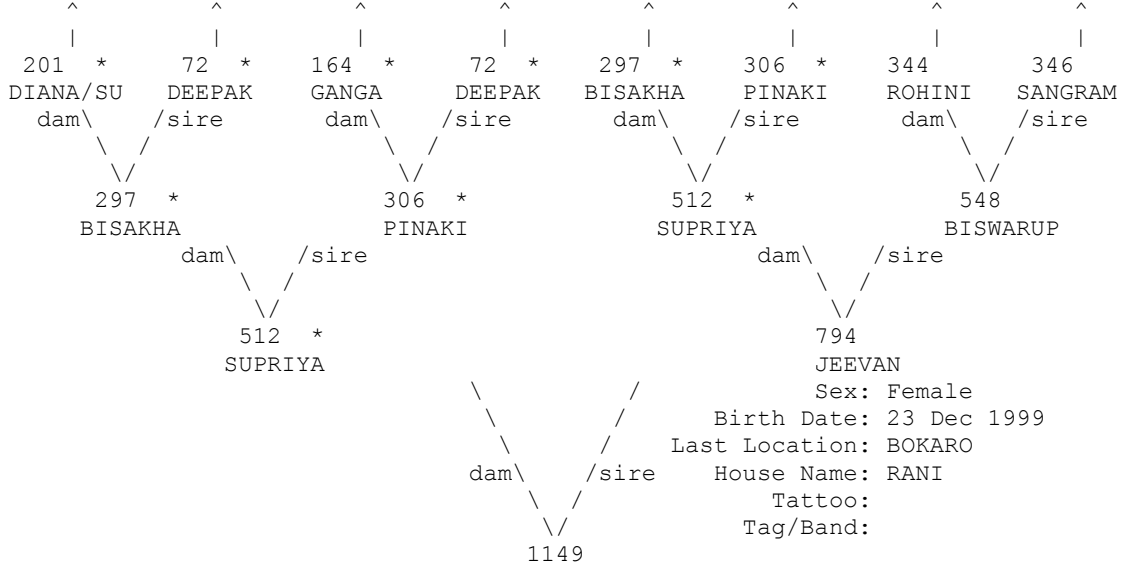 ^ ^ ^ ^ ^ ^ ^ ^
| | | | | | | |
201 * 72 * 164 * 72 * 297 * 306 * 344 346
DIANA/SU DEEPAK GANGA DEEPAK BISAKHA PINAKI ROHINI SANGRAM
dam\ /sire dam\ /sire dam\ /sire dam\ /sire
\ / \ / \ / \ /
\/ \/ \/ \/
297 * 306 * 512 * 548
BISAKHA PINAKI SUPRIYA BISWARUP
dam\ /sire dam\ /sire
\ / \ /
\/ \/
512 * 794
SUPRIYA JEEVAN
\ / Sex: Female
\ / Birth Date: 23 Dec 1999
\ / Last Location: BOKARO
dam\ /sire House Name: RANI
\ / Tattoo:
\/ Tag/Band:
1149